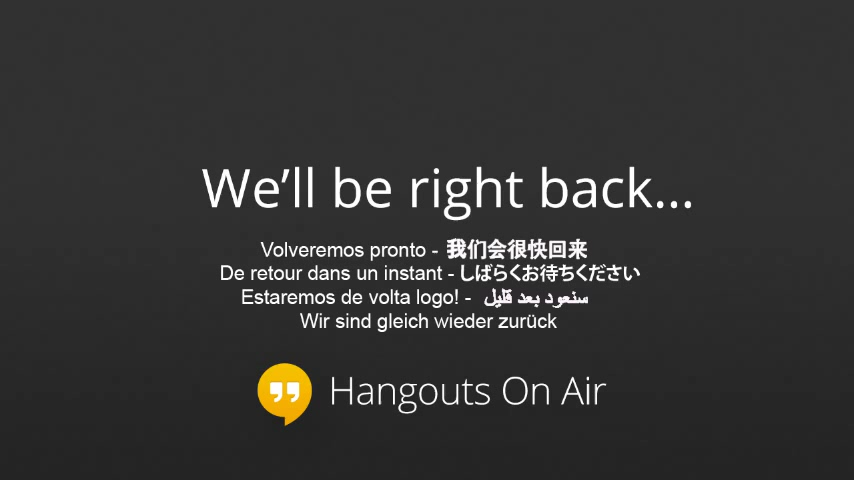 We'll be right back...
Volveremos pronto - 我们会很快回来
De retour dans un instant - しばらくお待ちください
Estaremos de volta logo! - سنعود بعد قليل
Wir sind gleich wieder zurück
Hangouts On Air